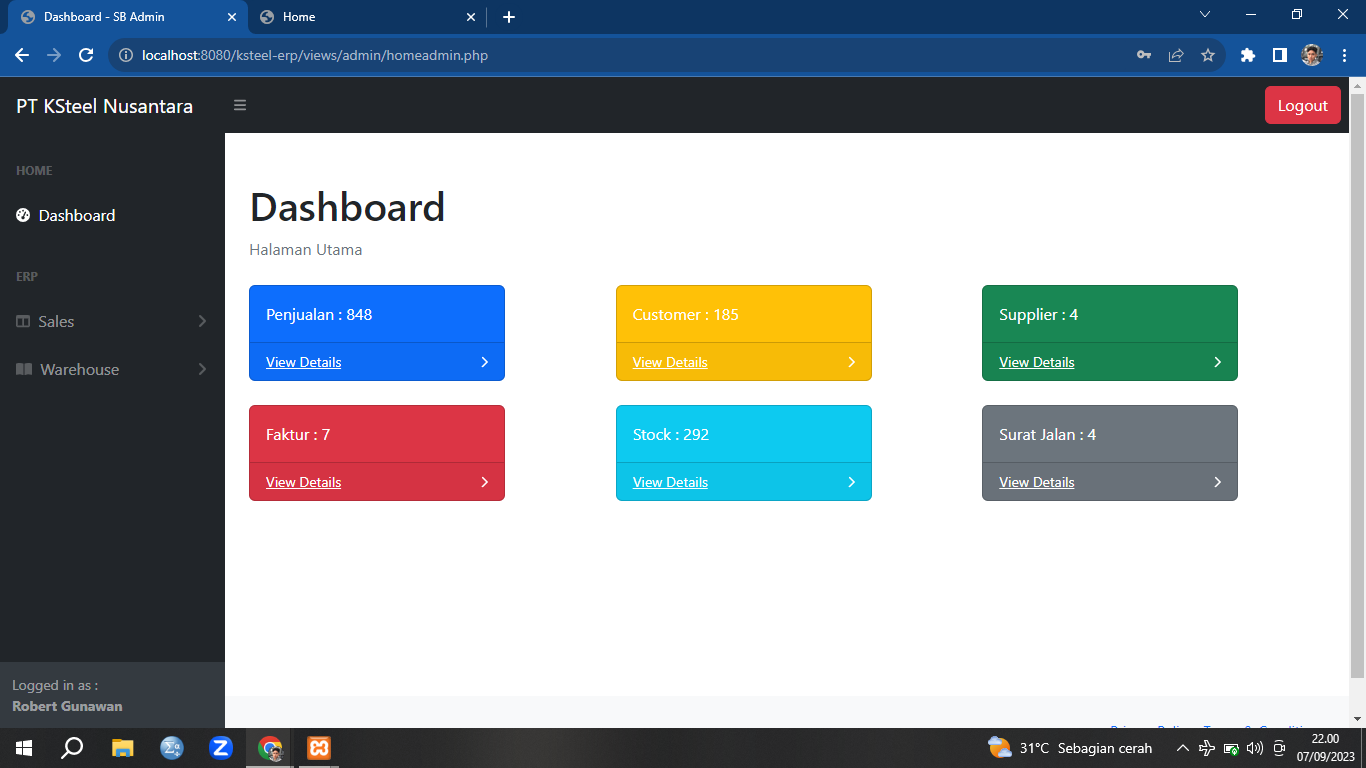 Dashboard - SB Admin
Home
localhost:8080/ksteel-erp/views/admin/homeadmin.php
PT KSteel Nusantara
Logout
HOME
Dashboard
ERP
Sales
Warehouse
Logged in as :
Robert Gunawan
Dashboard
Halaman Utama
Penjualan : 848
View Details
Customer : 185
View Details
Supplier : 4
View Details
Faktur : 7
View Details
Stock : 292
View Details
Surat Jalan : 4
View Details
31°C Sebagian cerah
22.00
07/09/2023